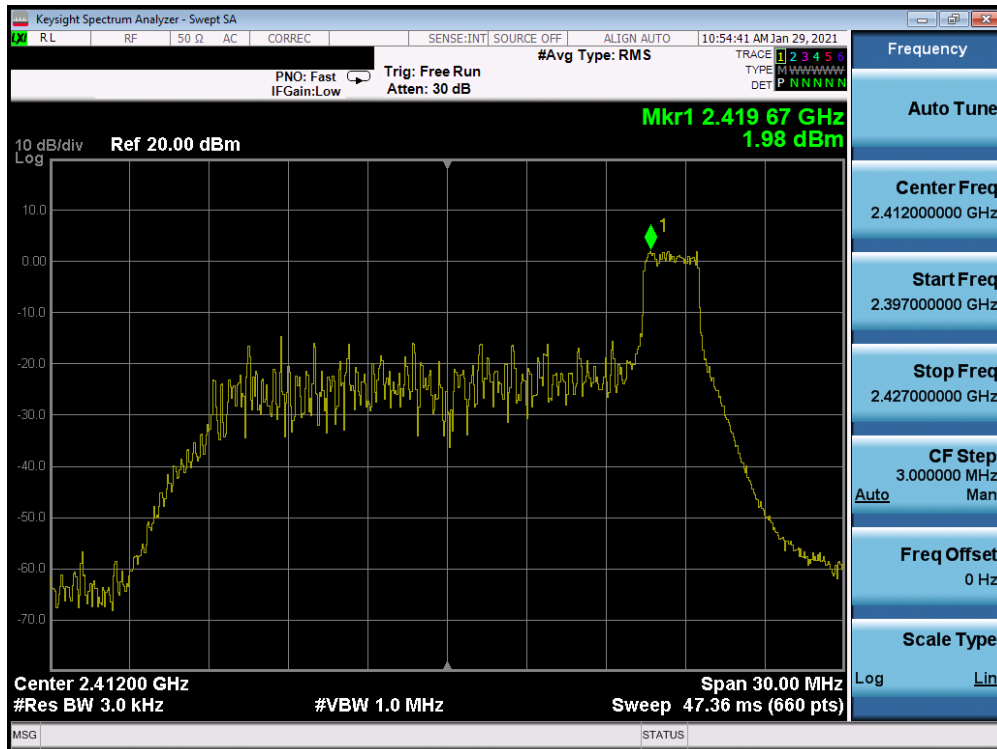 Keysight Spectrum Analyzer - Swept SA
LXI RL RF 50 Ω AC CORREC SENSE:INT SOURCE OFF ALIGN AUTO 10:54:41 AM Jan 29, 2021
PNO: Fast
IFGain:Low
Trig: Free Run
Atten: 30 dB
#Avg Type: RMS
TRACE 1 2 3 4 5 6
TYPE M WWWWW
DET P N N N N N
Mkr1 2.419 67 GHz
1.98 dBm
10 dB/div Ref 20.00 dBm
Log
10.0
0.00
-10.0
-20.0
-30.0
-40.0
-50.0
-60.0
-70.0
1
Center 2.41200 GHz
#Res BW 3.0 kHz
#VBW 1.0 MHz
Span 30.00 MHz
Sweep 47.36 ms (660 pts)
MSG
STATUS
Frequency
Auto Tune
Center Freq
2.412000000 GHz
Start Freq
2.397000000 GHz
Stop Freq
2.427000000 GHz
CF Step
3.000000 MHz
Auto Man
Freq Offset
0 Hz
Scale Type
Log Lin